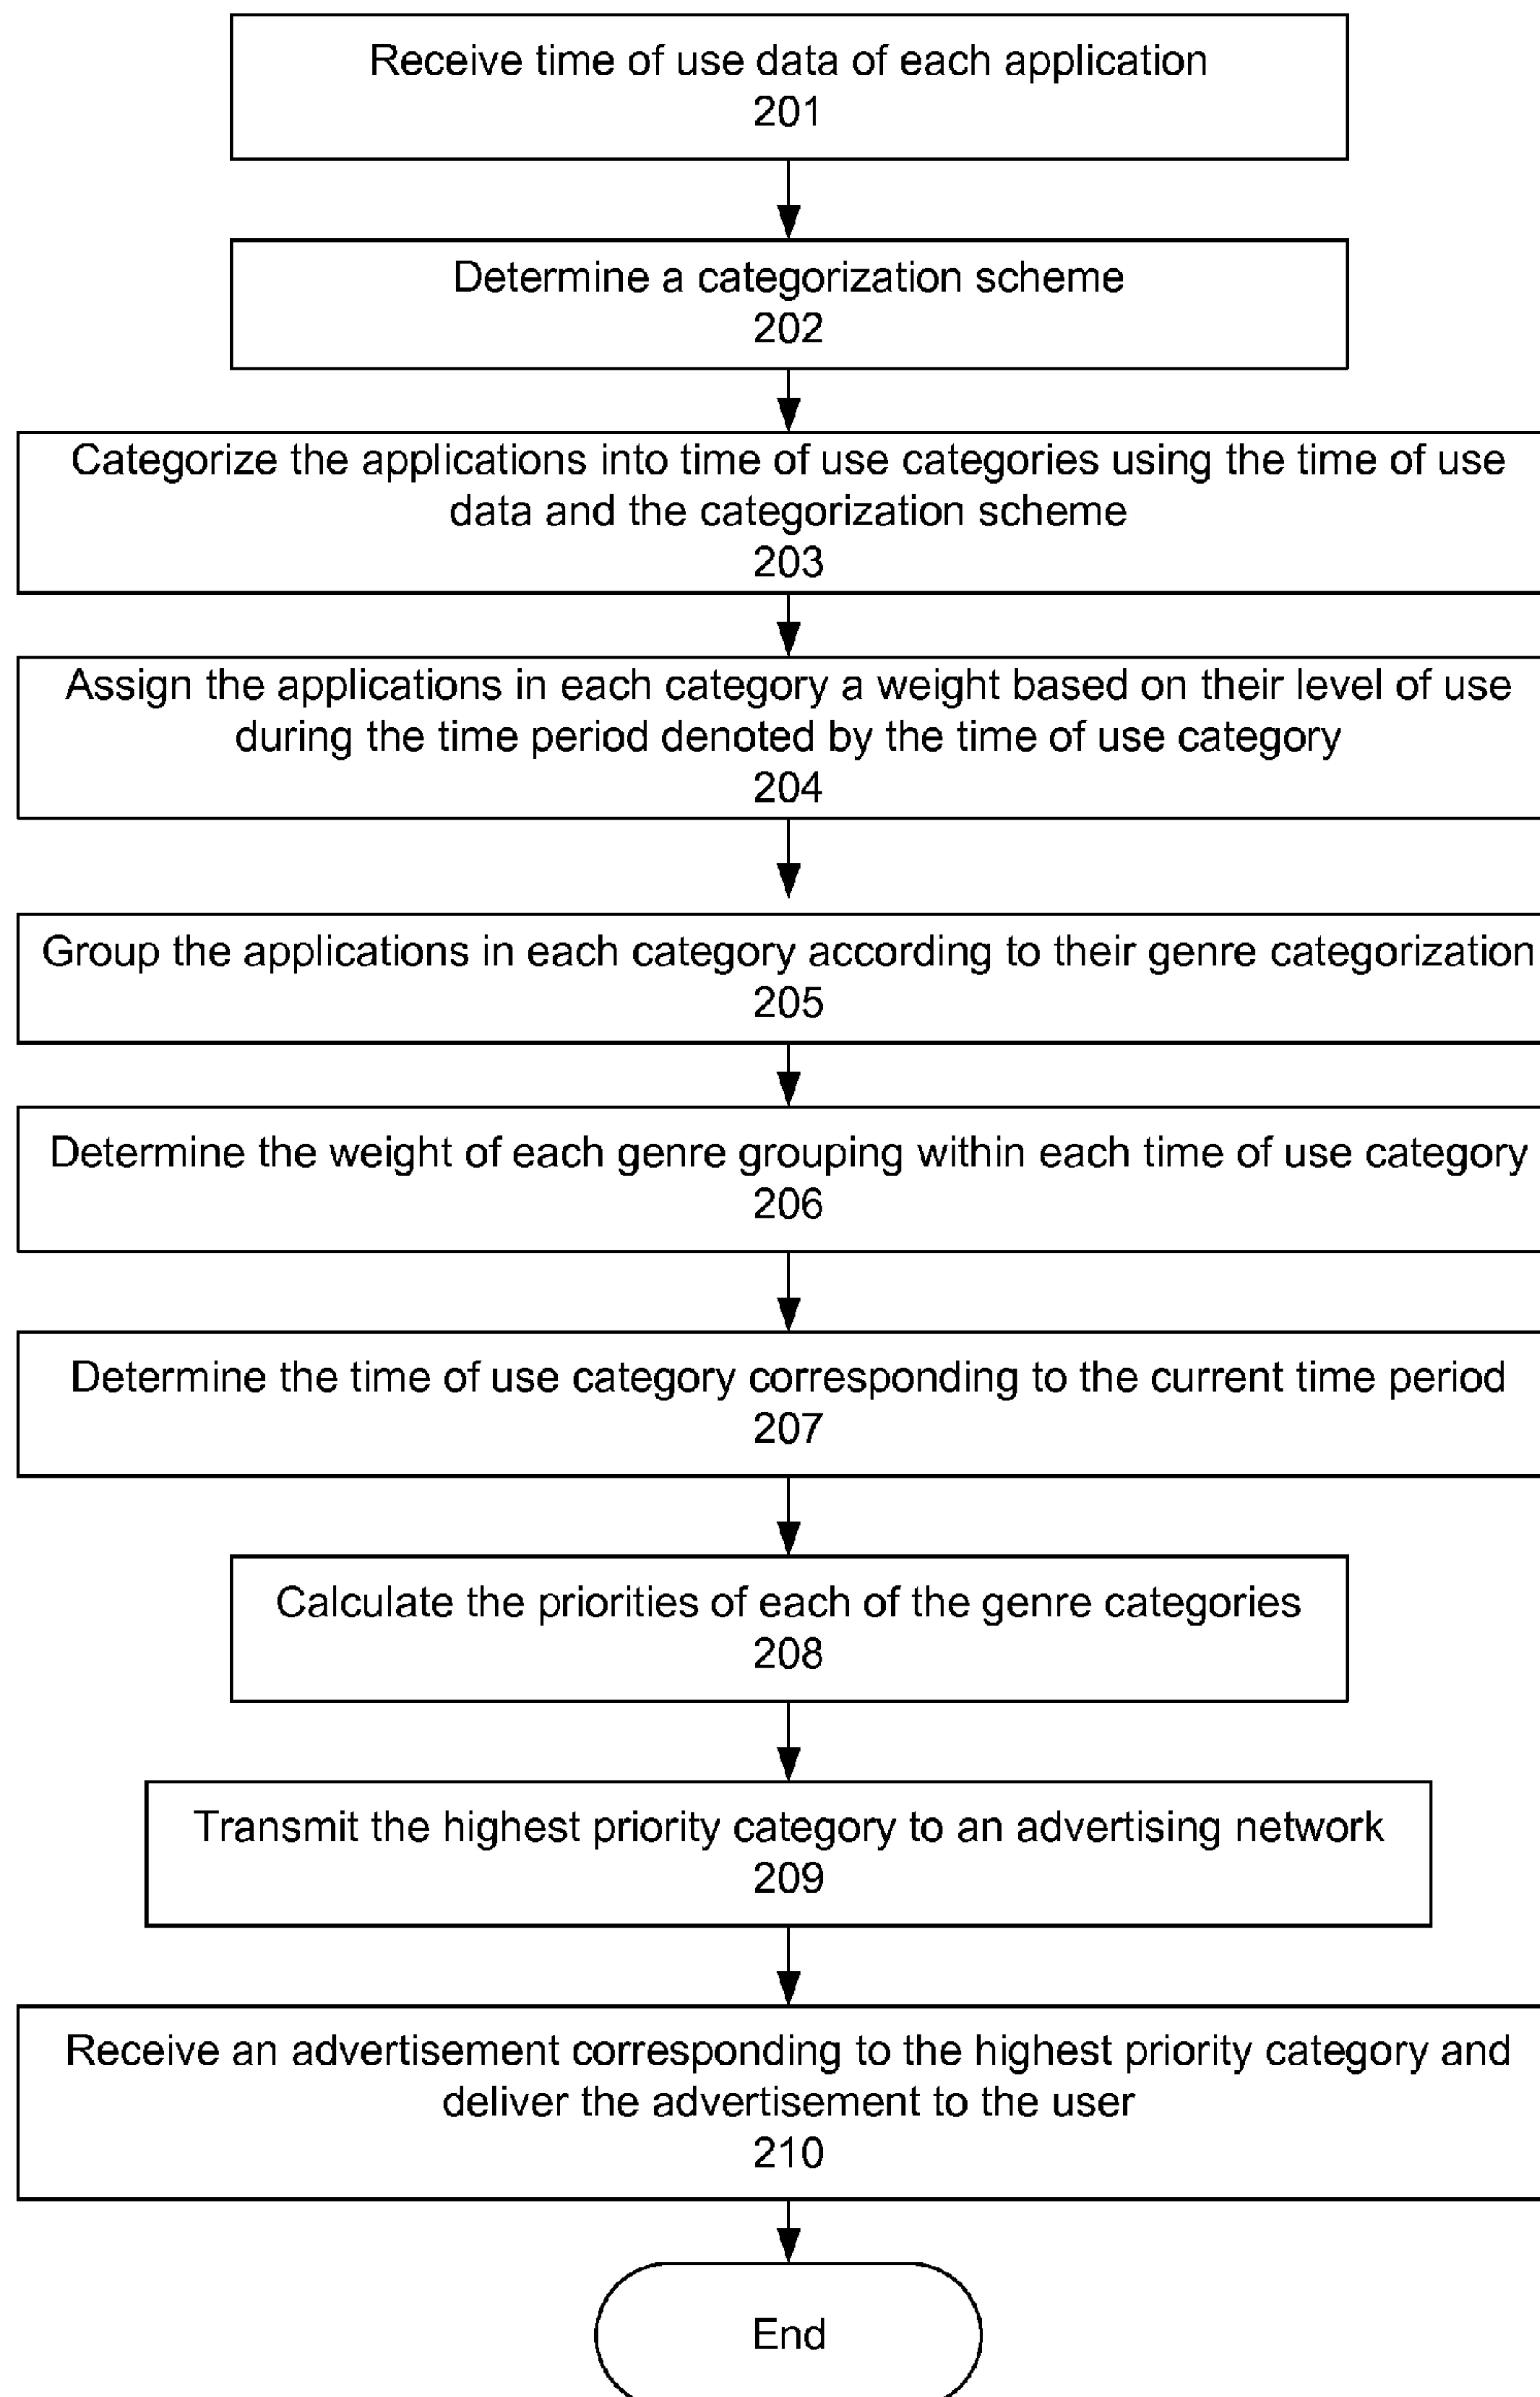 Receive time of use data of each application
201
Determine a categorization scheme
202
Categorize the applications into time of use categories using the time of use
data and the categorization scheme
203
Assign the applications in each category a weight based on their level of use
during the time period denoted by the time of use category
204
Group the applications in each category according to their genre categorization
205
Determine the weight of each genre grouping within each time of use category
206
Determine the time of use category corresponding to the current time period
207
Calculate the priorities of each of the genre categories
208
Transmit the highest priority category to an advertising network
209
Receive an advertisement corresponding to the highest priority category and
deliver the advertisement to the user
210
End